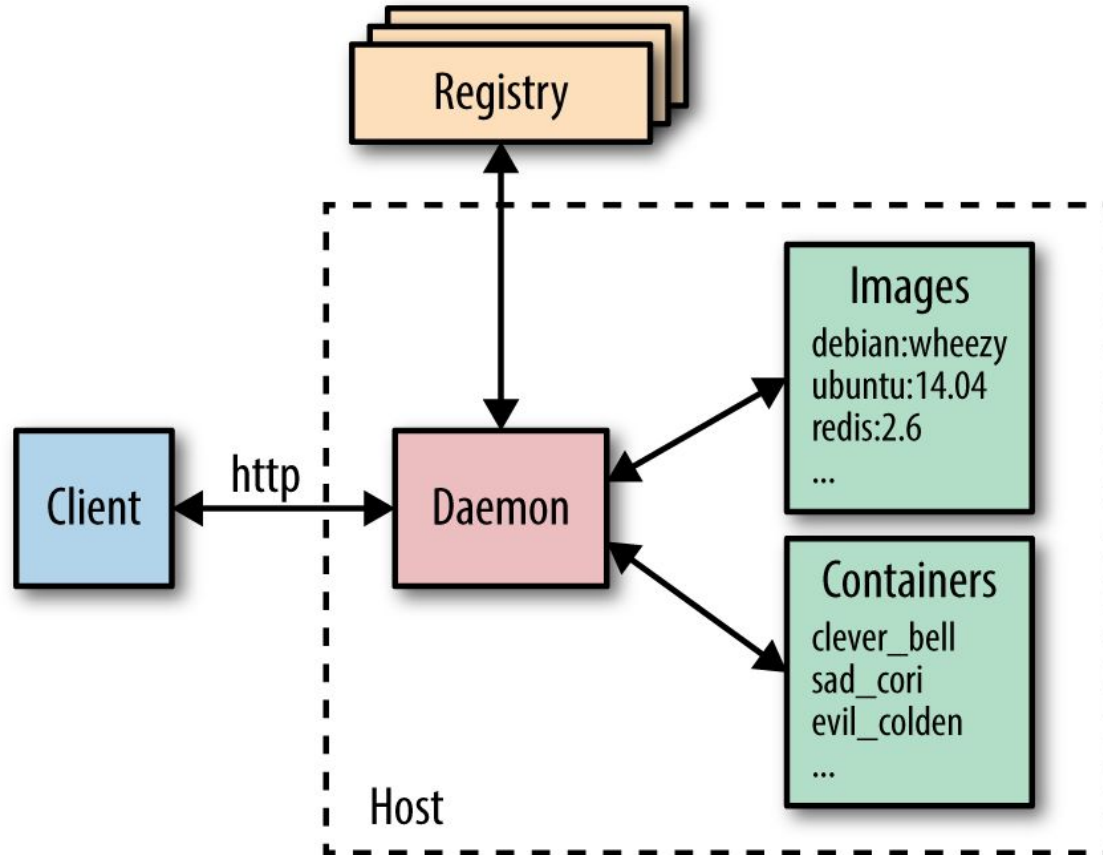 Registry
Client
http
Daemon
Images
debian:wheezy
ubuntu:14.04
redis:2.6
...
Containers
clever_bell
sad_cori
evil_colden
...
Host